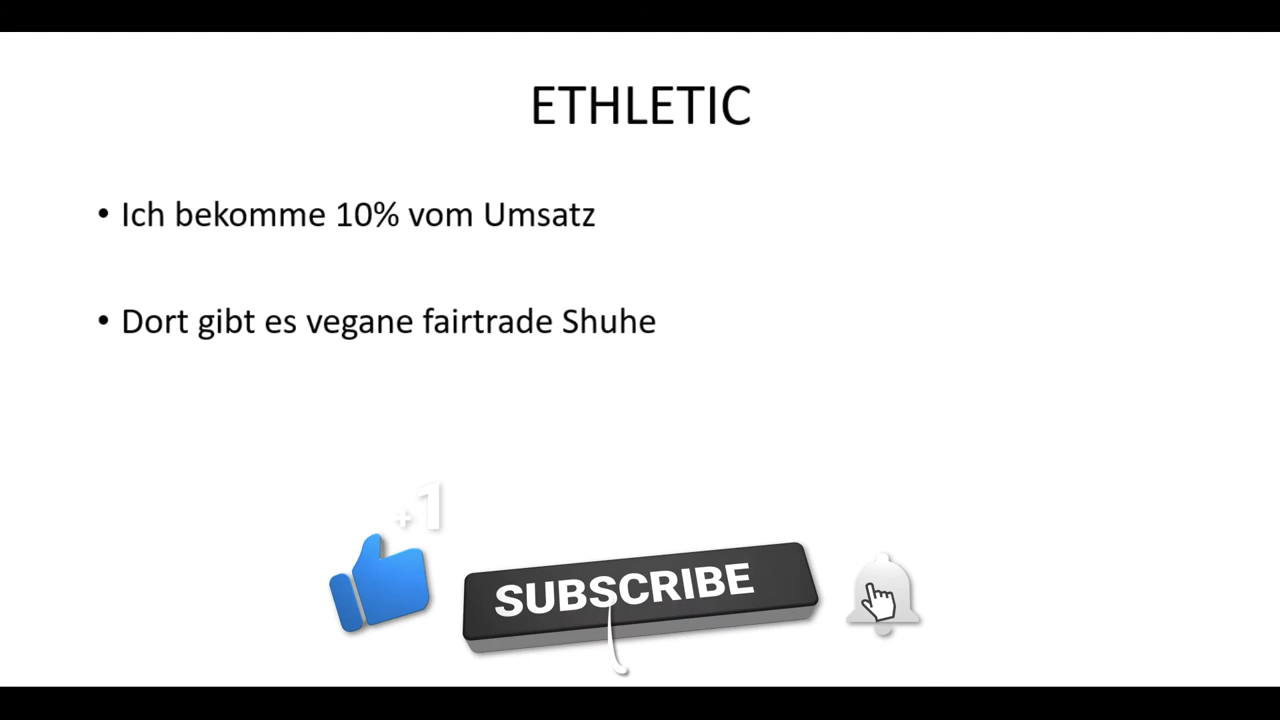 ETHLETIC
• Ich bekomme 10% vom Umsatz
• Dort gibt es vegane fairtrade Shuhe
+1
SUBSCRIBE